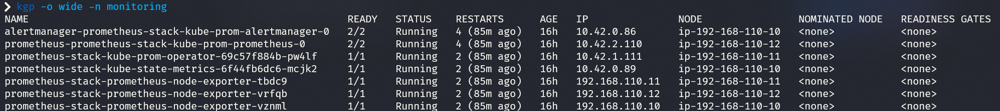 ❯ kgp -o wide -n monitoring
NAME READY STATUS RESTARTS AGE IP NODE NOMINATED NODE READINESS GATES
alertmanager-prometheus-stack-kube-prom-alertmanager-0 2/2 Running 4 (85m ago) 16h 10.42.0.86 ip-192-168-110-10 <none> <none>
prometheus-prometheus-stack-kube-prom-prometheus-0 2/2 Running 4 (85m ago) 16h 10.42.2.110 ip-192-168-110-12 <none> <none>
prometheus-stack-kube-prom-operator-69c57f884b-pw4lf 1/1 Running 2 (85m ago) 16h 10.42.1.111 ip-192-168-110-11 <none> <none>
prometheus-stack-kube-state-metrics-6f44fb6dc6-mcjk2 1/1 Running 2 (85m ago) 16h 10.42.0.89 ip-192-168-110-10 <none> <none>
prometheus-stack-prometheus-node-exporter-tbdc9 1/1 Running 2 (85m ago) 16h 192.168.110.11 ip-192-168-110-11 <none> <none>
prometheus-stack-prometheus-node-exporter-vrfqb 1/1 Running 2 (85m ago) 16h 192.168.110.12 ip-192-168-110-12 <none> <none>
prometheus-stack-prometheus-node-exporter-vznml 1/1 Running 2 (85m ago) 16h 192.168.110.10 ip-192-168-110-10 <none> <none>